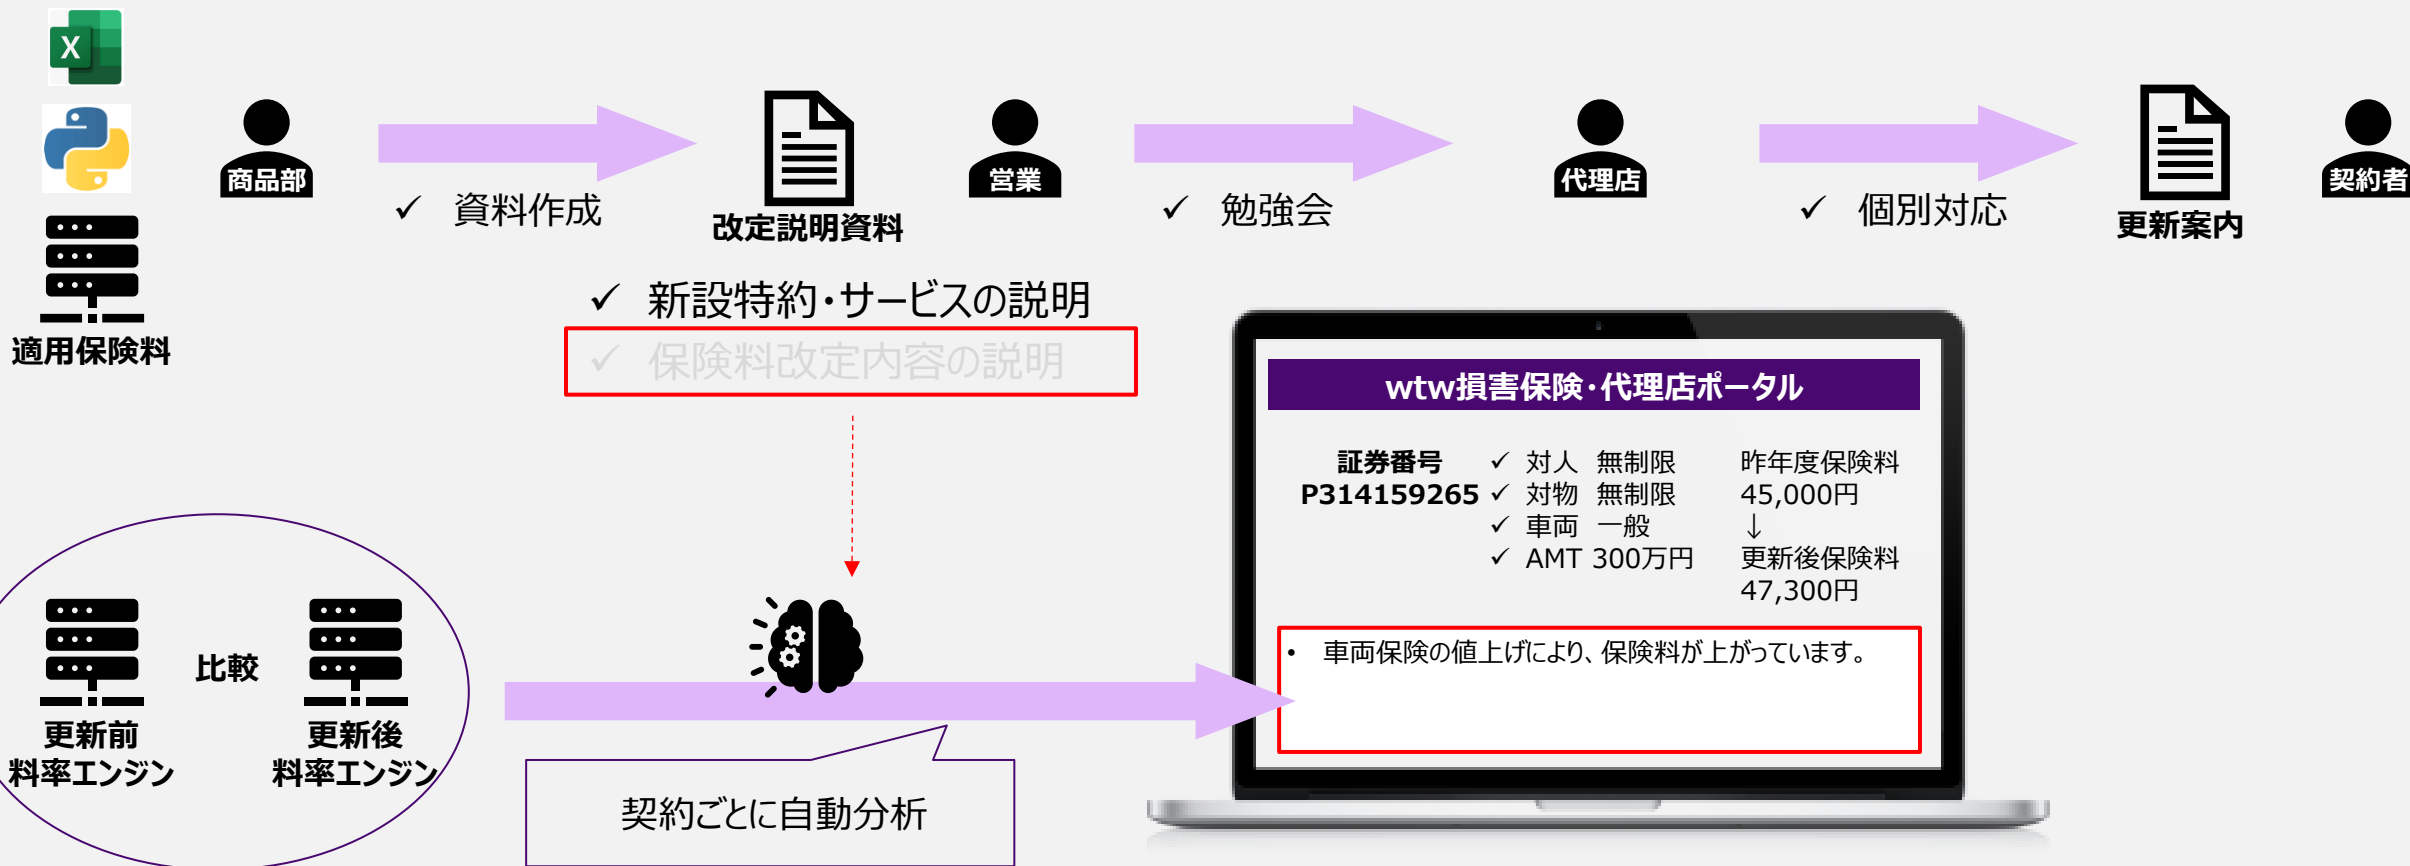 X
商品部
営業
代理店
契約者
✓ 資料作成
改定説明資料
✓ 勉強会
✓ 個別対応
更新案内
適用保険料
✓ 新設特約・サービスの説明
✓ 保険料改定内容の説明
wtw損害保険・代理店ポータル
証券番号
P314159265
✓ 対人 無制限
✓ 対物 無制限
✓ 車両 一般
✓ AMT 300万円
昨年度保険料
45,000円
↓
更新後保険料
47,300円
• 車両保険の値上げにより、保険料が上がっています。
比較
更新前
料率エンジン
更新後
料率エンジン
契約ごとに自動分析